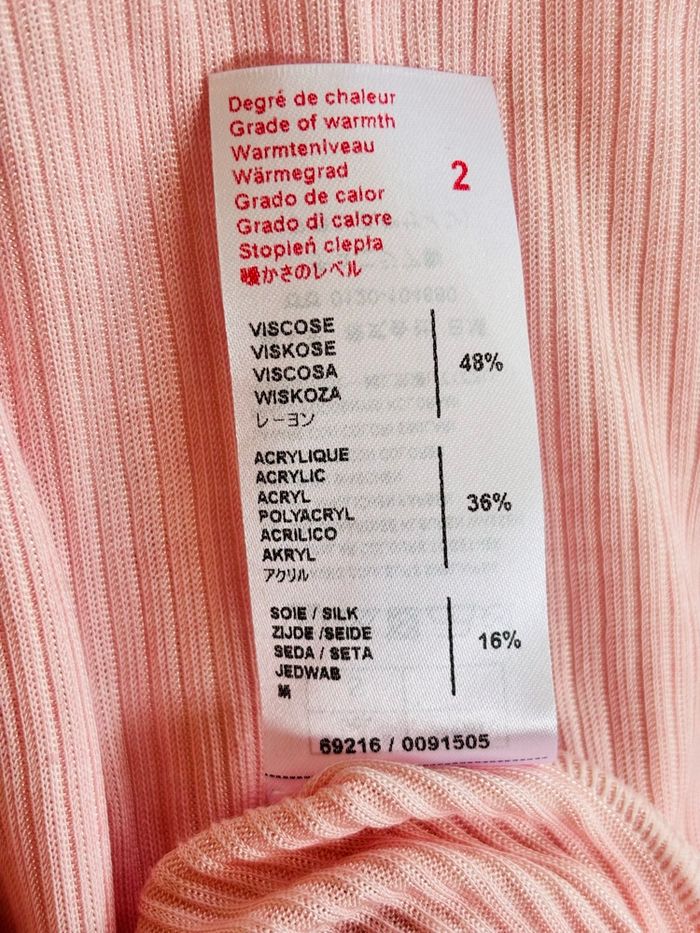 Degré de chaleur
Grade of warmth
Warmteniveau
Wärmegrad
Grado de calor
Grado di calore
Stopień ciepła
暖かさのレベル
2
VISCOSE
VISKOSE
VISCOSA
WISKOZA
レーヨン
48%
ACRYLIQUE
ACRYLIC
ACRYL
POLYACRYL
ACRILICO
AKRYL
アクリル
36%
SOIE / SILK
ZIJDE /SEIDE
SEDA / SETA
JEDWAB
絹
16%
69216 / 0091505